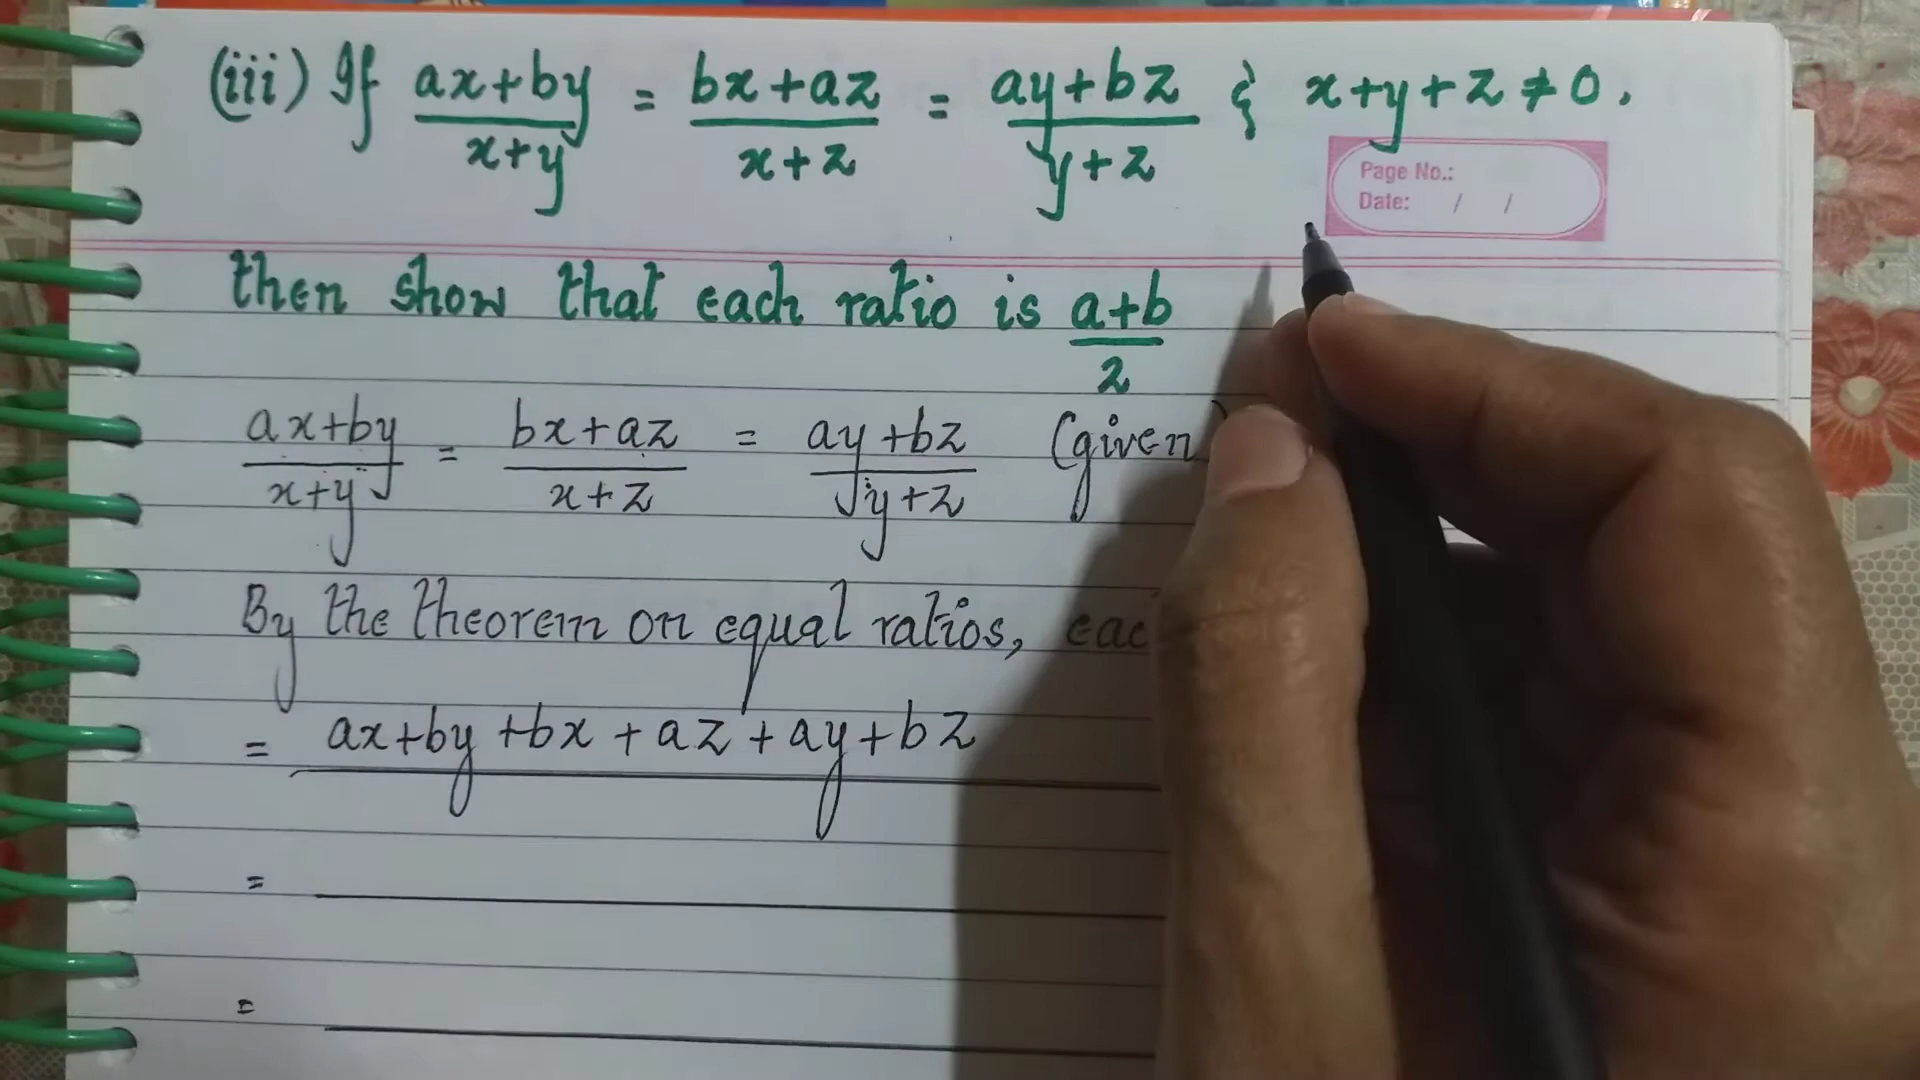 (iii) If ax+by/x+y = bx+az/x+z = ay+bz/y+z & x+y+z≠0.
Page No.:
Date: / /
then show that each ratio is a+b/2
ax+by/x+y = bx+az/x+z = ay+bz/y+z (given)
By the theorem on equal ratios,
= ax+by+bx+az+ay+bz
=
=